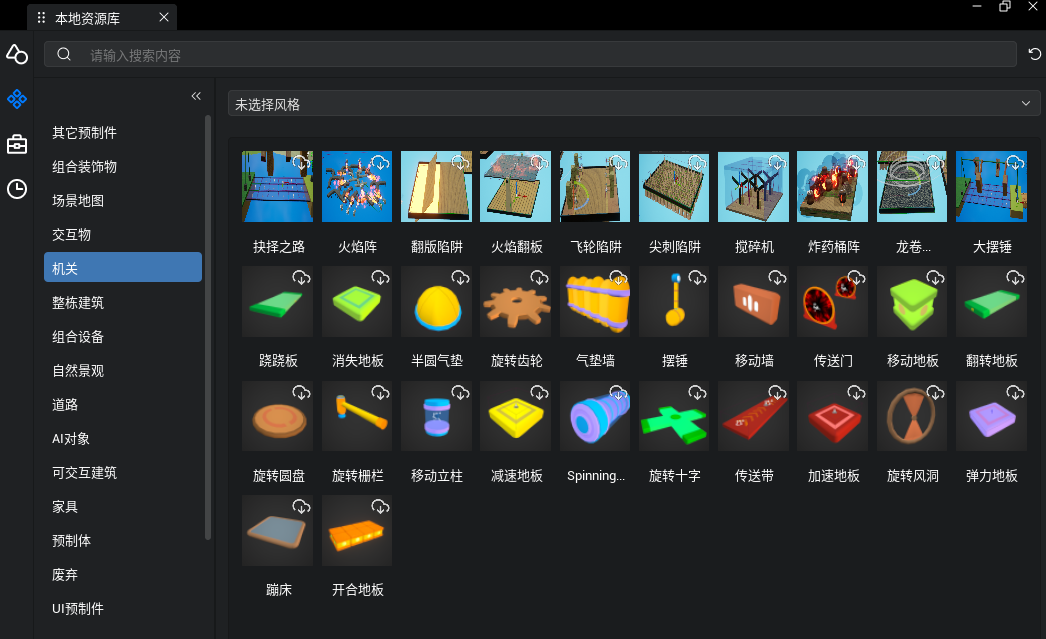 本地资源库
请输入搜索内容
未选择风格
其它预制件
组合装饰物
场景地图
交互物
机关
整栋建筑
组合设备
自然景观
道路
AI对象
可交互建筑
家具
预制体
废弃
UI预制件
抉择之路 火焰阵 翻版陷阱 火焰翻板 飞轮陷阱 尖刺陷阱 搅碎机 炸药桶阵 龙卷... 大摆锤
跷跷板 消失地板 半圆气垫 旋转齿轮 气垫墙 摆锤 移动墙 传送门 移动地板 翻转地板
旋转圆盘 旋转栅栏 移动立柱 减速地板 Spinning... 旋转十字 传送带 加速地板 旋转风洞 弹力地板
蹦床 开合地板